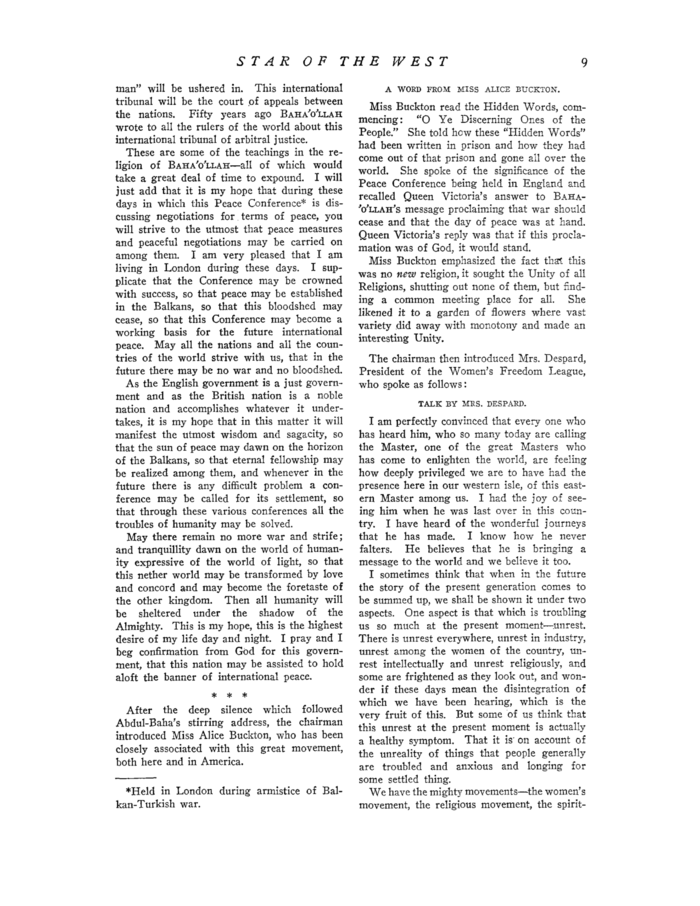 STAR OF THE WEST 9
man" will be ushered in. This international
tribunal will be the court of appeals between
the nations. Fifty years ago BAHA'O'LLAH
wrote to all the rulers of the world about this
international tribunal of arbitral justice.
These are some of the teachings in the re-
ligion of BAHA'O'LLAH—all of which would
take a great deal of time to expound. I will
just add that it is my hope that during these
days in which this Peace Conference* is dis-
cussing negotiations for terms of peace, you
will strive to the utmost that peace measures
and peaceful negotiations may be carried on
among them. I am very pleased that I am
living in London during these days. I sup-
plicate that the Conference may be crowned
with success, so that peace may be established
in the Balkans, so that this bloodshed may
cease, so that this Conference may become a
working basis for the future international
peace. May all the nations and all the coun-
tries of the world strive with us, that in the
future there may be no war and no bloodshed.
As the English government is a just govern-
ment and as the British nation is a noble
nation and accomplishes whatever it under-
takes, it is my hope that in this matter it will
manifest the utmost wisdom and sagacity, so
that the sun of peace may dawn on the horizon
of the Balkans, so that eternal fellowship may
be realized among them, and whenever in the
future there is any difficult problem a con-
ference may be called for its settlement, so
that through these various conferences all the
troubles of humanity may be solved.
May there remain no more war and strife;
and tranquillity dawn on the world of human-
ity expressive of the world of light, so that
this nether world may be transformed by love
and concord and may become the foretaste of
the other kingdom. Then all humanity will
be sheltered under the shadow of the
Almighty. This is my hope, this is the highest
desire of my life day and night. I pray and I
beg confirmation from God for this govern-
ment, that this nation may be assisted to hold
aloft the banner of international peace.
* * *
After the deep silence which followed
Abdul-Baha's stirring address, the chairman
introduced Miss Alice Buckton, who has been
closely associated with this great movement,
both here and in America.
*Held in London during armistice of Bal-
kan-Turkish war.
A WORD FROM MISS ALICE BUCKTON.
Miss Buckton read the Hidden Words, com-
mencing: "O Ye Discerning Ones of the
People." She told how these "Hidden Words"
had been written in prison and how they had
come out of that prison and gone all over the
world. She spoke of the significance of the
Peace Conference being held in England and
recalled Queen Victoria's answer to BAHA-
'O'LLAH's message proclaiming that war should
cease and that the day of peace was at hand.
Queen Victoria's reply was that if this procla-
mation was of God, it would stand.
Miss Buckton emphasized the fact that this
was no new religion, it sought the Unity of all
Religions, shutting out none of them, but find-
ing a common meeting place for all. She
likened it to a garden of flowers where vast
variety did away with monotony and made an
interesting Unity.
The chairman then introduced Mrs. Despard,
President of the Women's Freedom League,
who spoke as follows:
TALK BY MRS. DESPARD.
I am perfectly convinced that every one who
has heard him, who so many today are calling
the Master, one of the great Masters who
has come to enlighten the world, are feeling
how deeply privileged we are to have had the
presence here in our western isle, of this east-
ern Master among us. I had the joy of see-
ing him when he was last over in this coun-
try. I have heard of the wonderful journeys
that he has made. I know how he never
falters. He believes that he is bringing a
message to the world and we believe it too.
I sometimes think that when in the future
the story of the present generation comes to
be summed up, we shall be shown it under two
aspects. One aspect is that which is troubling
us so much at the present moment—unrest.
There is unrest everywhere, unrest in industry,
unrest among the women of the country, un-
rest intellectually and unrest religiously, and
some are frightened as they look out, and won-
der if these days mean the disintegration of
which we have been hearing, which is the
very fruit of this. But some of us think that
this unrest at the present moment is actually
a healthy symptom. That it is on account of
the unreality of things that people generally
are troubled and anxious and longing for
some settled thing.
We have the mighty movements—the women's
movement, the religious movement, the spirit-